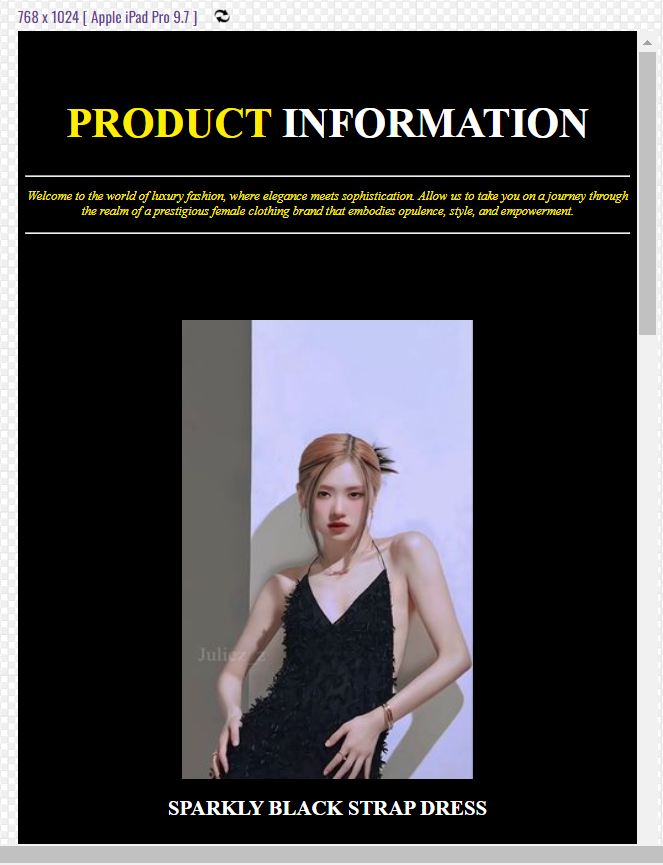 768 x 1024 [ Apple iPad Pro 9.7 ]
PRODUCT INFORMATION
Welcome to the world of luxury fashion, where elegance meets sophistication. Allow us to take you on a journey through
the realm of a prestigious female clothing brand that embodies opulence, style, and empowerment.
SPARKLY BLACK STRAP DRESS